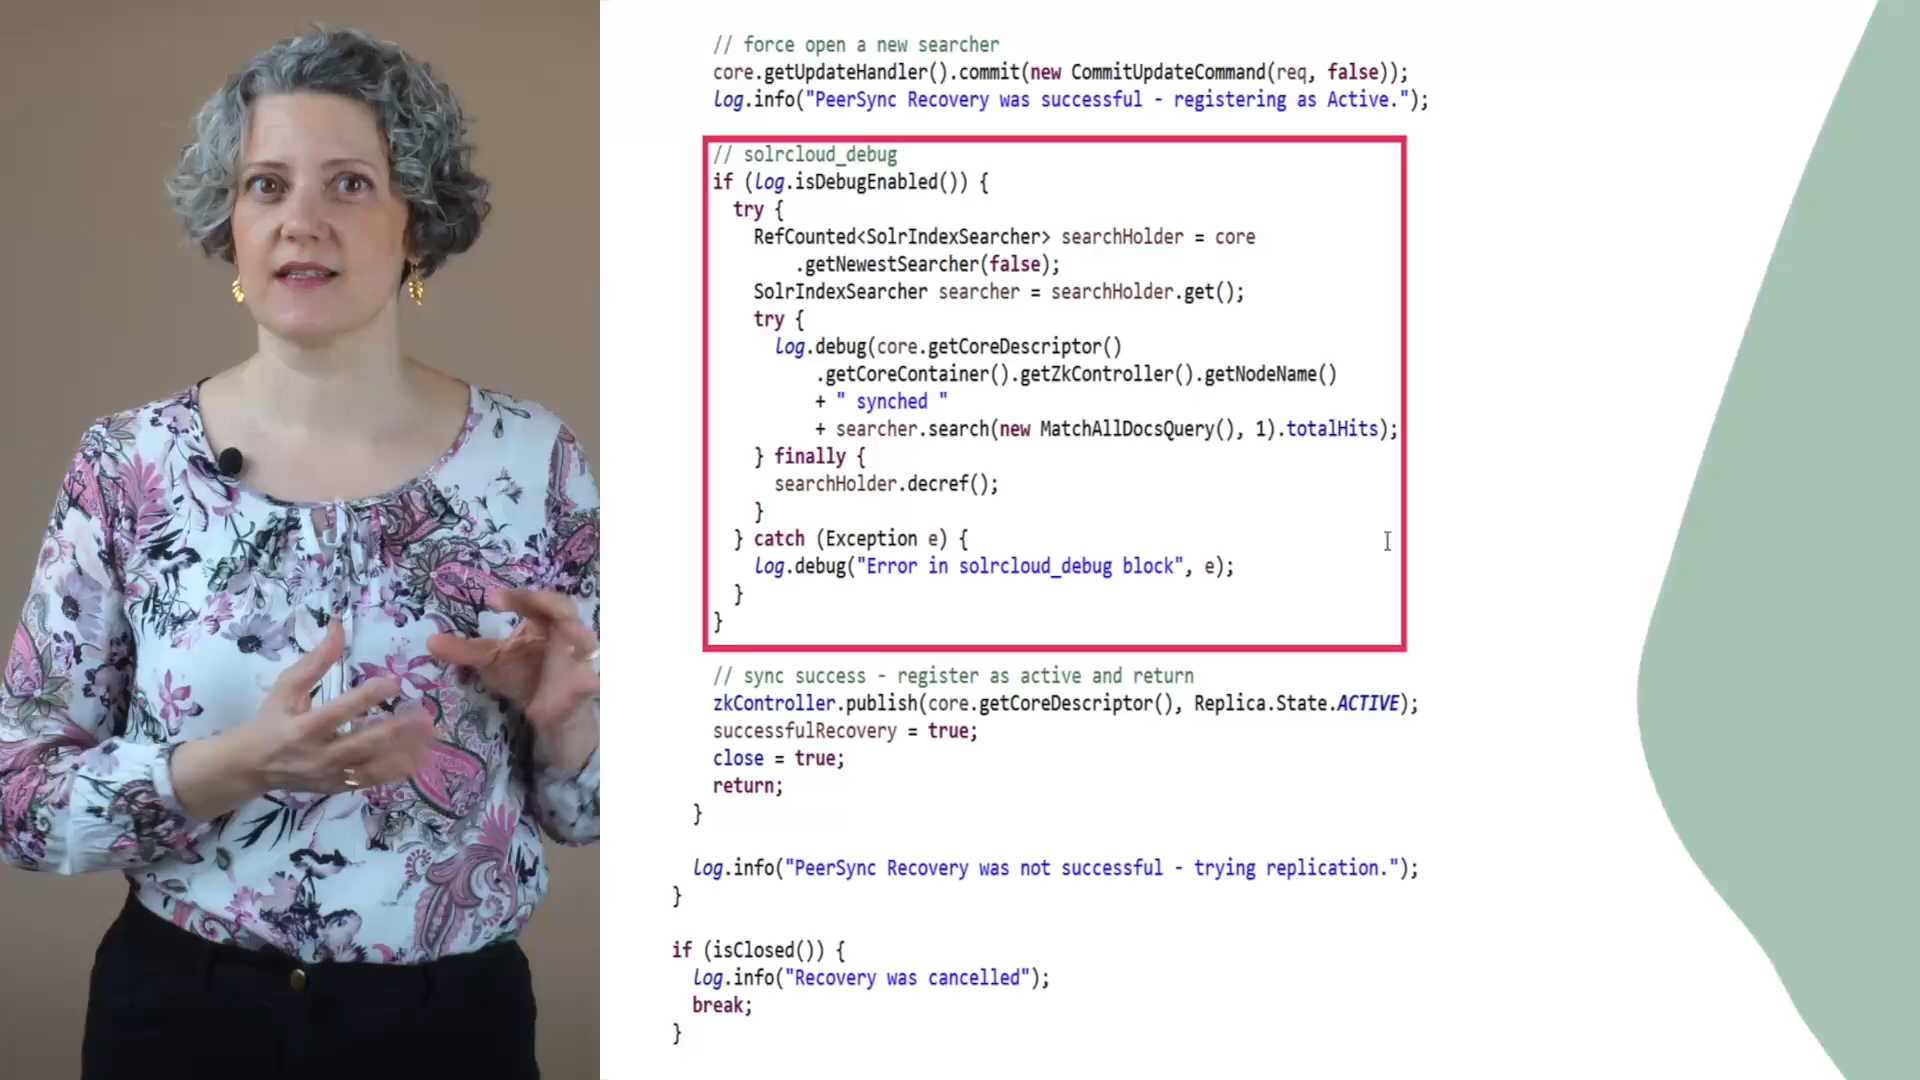 // force open a new searcher
core.getUpdateHandler().commit(new CommitUpdateCommand(req, false));
log.info("PeerSync Recovery was successful - registering as Active.");
// solrcloud_debug
if (log.isDebugEnabled()) {
try {
RefCounted<SolrIndexSearcher> searchHolder = core
.getNewestSearcher(false);
SolrIndexSearcher searcher = searchHolder.get();
try {
log.debug(core.getCoreDescriptor()
.getCoreContainer().getZkController().getNodeName()
+ " synched "
+ searcher.search(new MatchAllDocsQuery(), 1).totalHits);
} finally {
searchHolder.decref();
}
} catch (Exception e) {
log.debug("Error in solrcloud_debug block", e);
}
}
// sync success - register as active and return
zkController.publish(core.getCoreDescriptor(), Replica.State.ACTIVE);
successfulRecovery = true;
close = true;
return;
}
log.info("PeerSync Recovery was not successful - trying replication.");
}
if (isClosed()) {
log.info("Recovery was cancelled");
break;
}